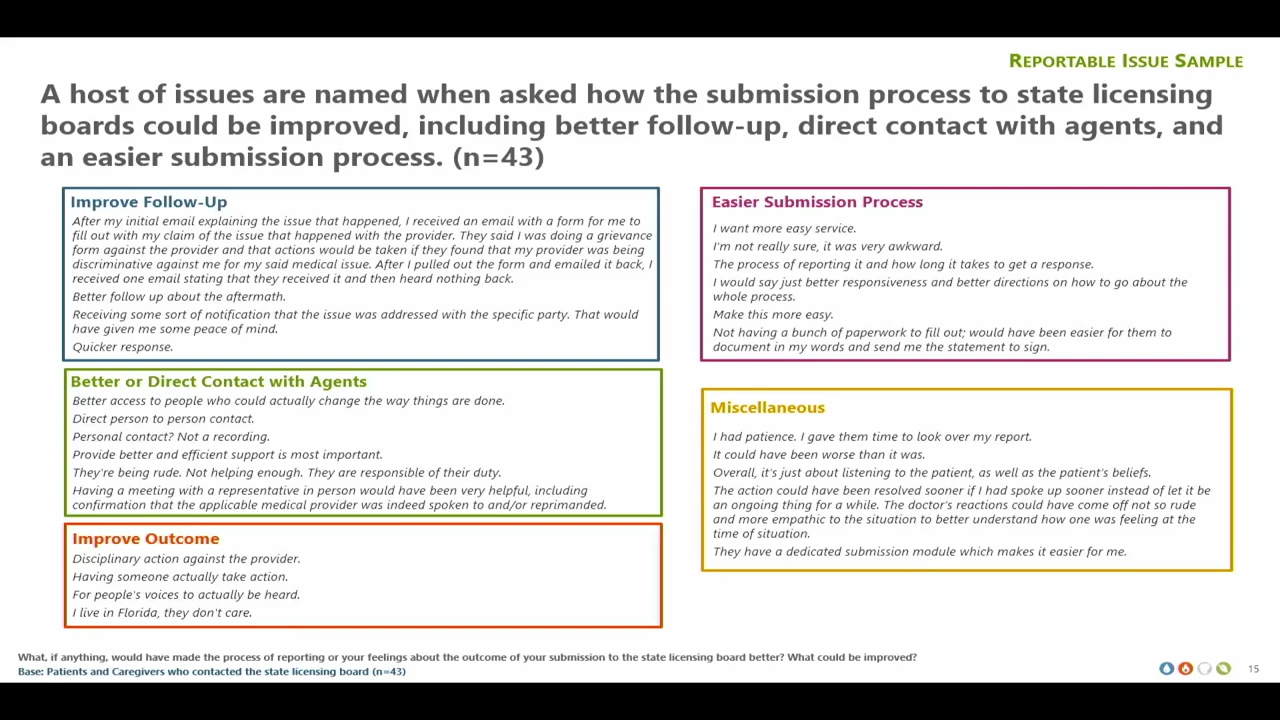 REPORTABLE ISSUE SAMPLE
A host of issues are named when asked how the submission process to state licensing
boards could be improved, including better follow-up, direct contact with agents, and
an easier submission process. (n=43)
Improve Follow-Up
After my initial email explaining the issue that happened, I received an email with a form for me to
fill out with my claim of the issue that happened with the provider. They said I was doing a grievance
form against the provider and that actions would be taken if they found that my provider was being
discriminative against me for my said medical issue. After I pulled out the form and emailed it back, I
received one email stating that they received it and then heard nothing back.
Better follow up about the aftermath.
Receiving some sort of notification that the issue was addressed with the specific party. That would
have given me some peace of mind.
Quicker response.
Better or Direct Contact with Agents
Better access to people who could actually change the way things are done.
Direct person to person contact.
Personal contact? Not a recording.
Provide better and efficient support is most important.
They're being rude. Not helping enough. They are responsible of their duty.
Having a meeting with a representative in person would have been very helpful, including
confirmation that the applicable medical provider was indeed spoken to and/or reprimanded.
Improve Outcome
Disciplinary action against the provider.
Having someone actually take action.
For people's voices to actually be heard.
I live in Florida, they don't care.
Easier Submission Process
I want more easy service.
I'm not really sure, it was very awkward.
The process of reporting it and how long it takes to get a response.
I would say just better responsiveness and better directions on how to go about the
whole process.
Make this more easy.
Not having a bunch of paperwork to fill out; would have been easier for them to
document in my words and send me the statement to sign.
Miscellaneous
I had patience. I gave them time to look over my report.
It could have been worse than it was.
Overall, it's just about listening to the patient, as well as the patient's beliefs.
The action could have been resolved sooner if I had spoke up sooner instead of let it be
an ongoing thing for a while. The doctor's reactions could have come off not so rude
and more empathic to the situation to better understand how one was feeling at the
time of situation.
They have a dedicated submission module which makes it easier for me.
What, if anything, would have made the process of reporting or your feelings about the outcome of your submission to the state licensing board better? What could be improved?
Base: Patients and Caregivers who contacted the state licensing board (n=43)
15